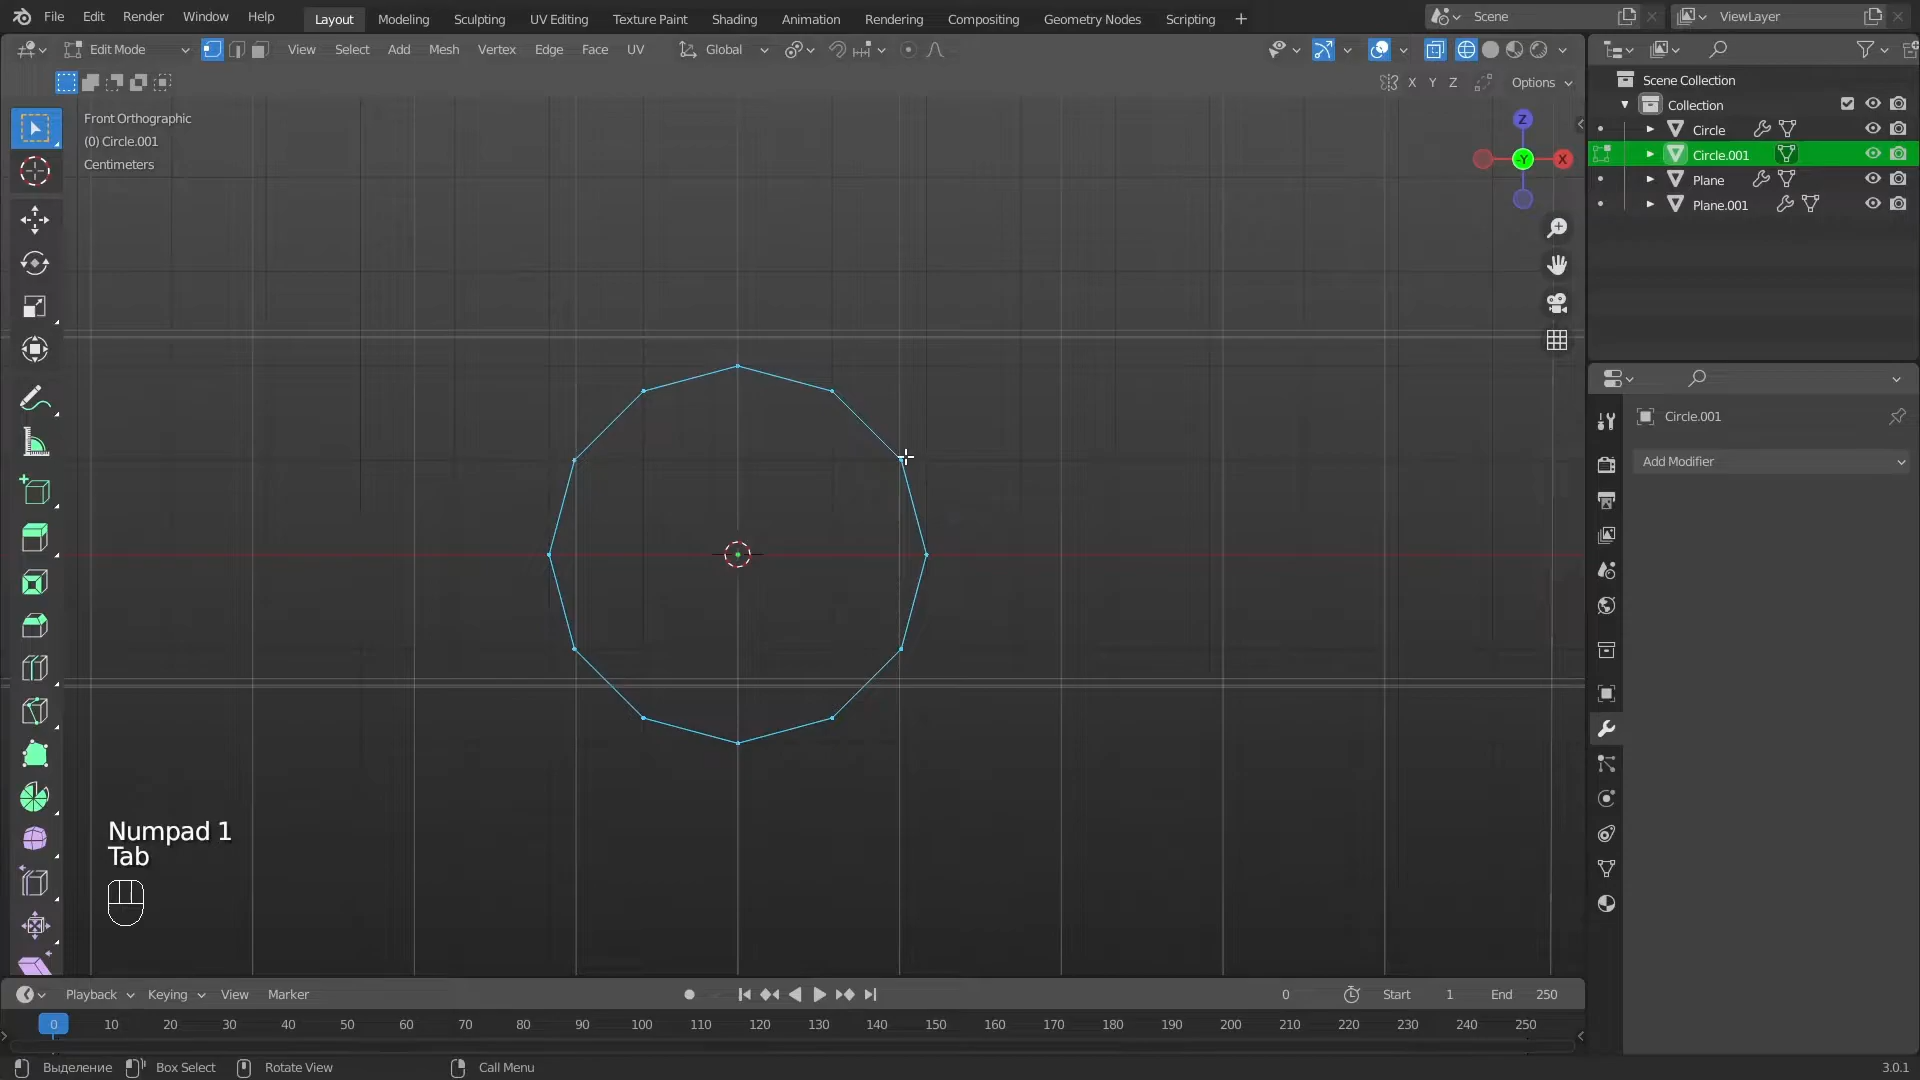 File Edit Render Window Help Layout Modeling Sculpting UV Editing Texture Paint Shading Animation Rendering Compositing Geometry Nodes Scripting + Scene ViewLayer
Edit Mode View Select Add Mesh Vertex Edge Face UV Global
X Y Z Options
Front Orthographic
(0) Circle.001
Centimeters
Z
-Y X
Scene Collection
Collection
Circle
Circle.001
Plane
Plane.001
Circle.001
Add Modifier
Numpad 1
Tab
Playback Keying View Marker 0 Start 1 End 250
0 10 20 30 40 50 60 70 80 90 100 110 120 130 140 150 160 170 180 190 200 210 220 230 240 250
Выделение Box Select Rotate View Call Menu 3.0.1